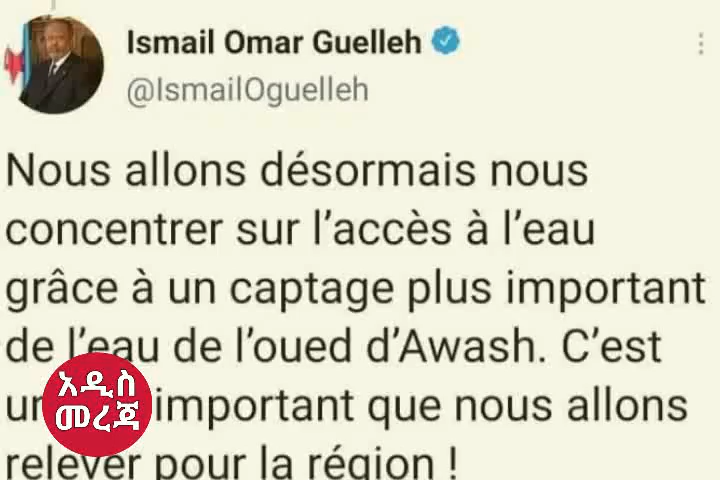 Ismail Omar Guelleh
@IsmailOguelleh
Nous allons désormais nous
concentrer sur l’accès à l’eau
grâce à un captage plus important
de l’eau de l’oued d’Awash. C’est
important que nous allons
relever pour la région !
አዲስ
መረጃ